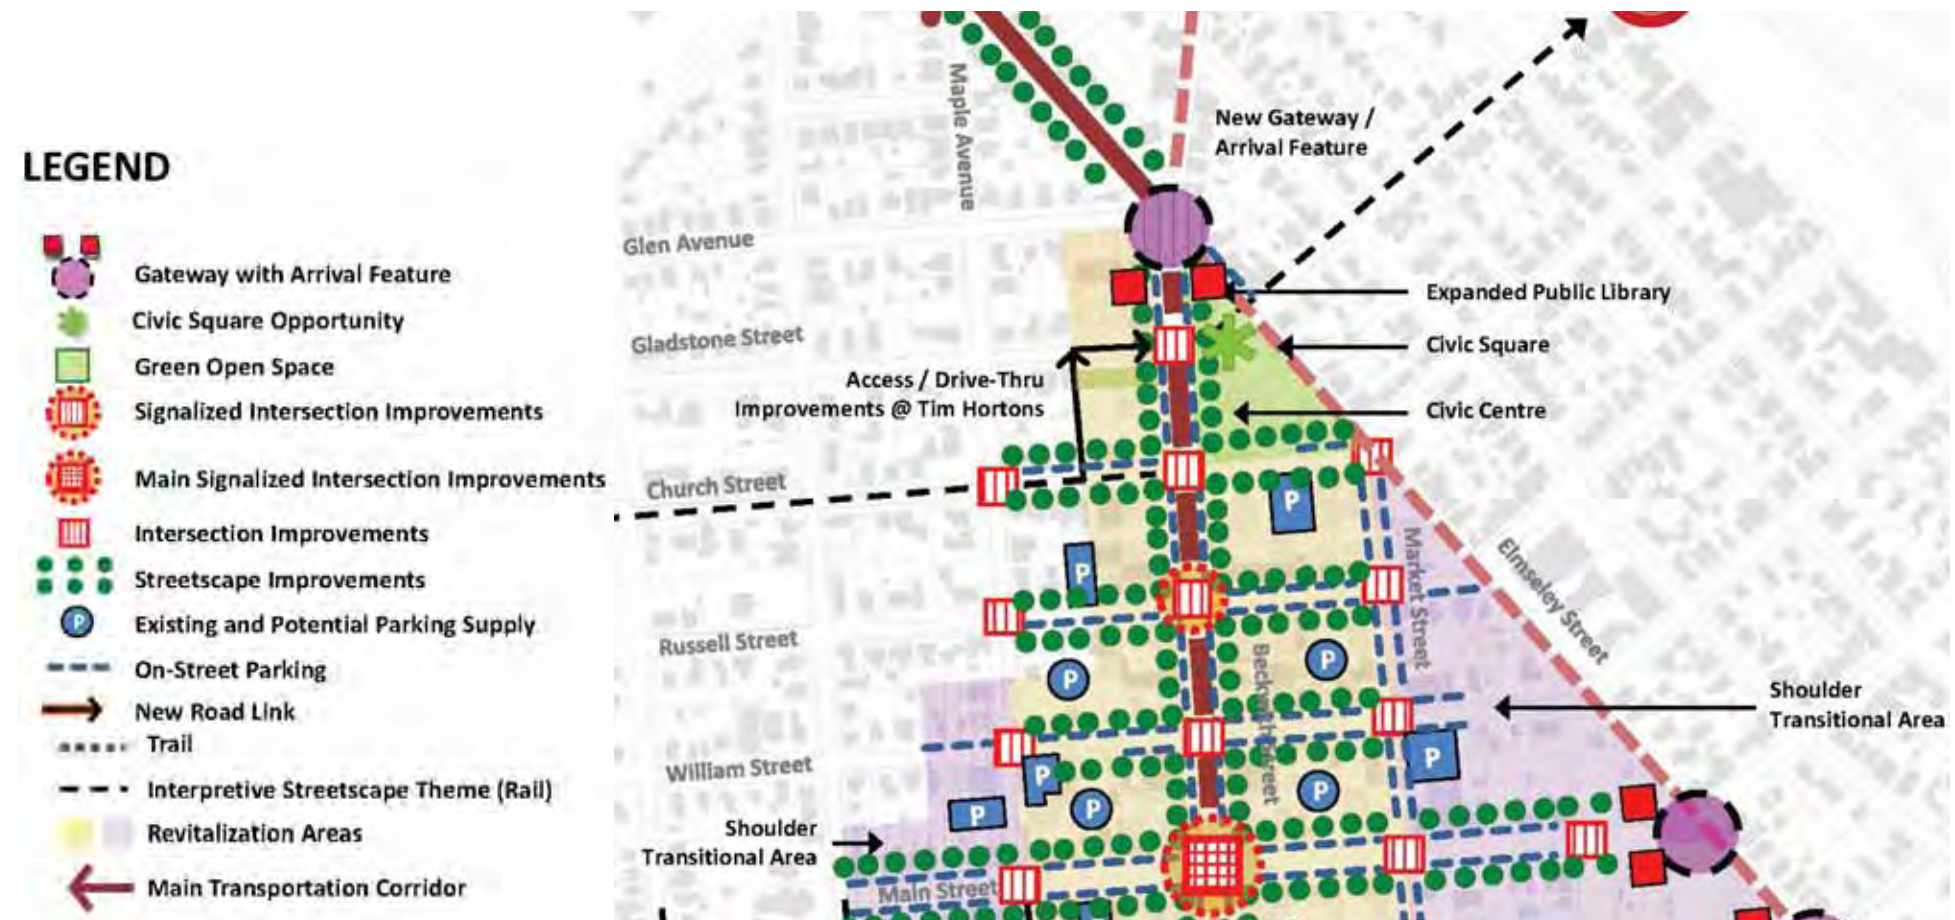 LEGEND
Gateway with Arrival Feature
Civic Square Opportunity
Green Open Space
Signalized Intersection Improvements
Main Signalized Intersection Improvements
Intersection Improvements
Streetscape Improvements
P
Existing and Potential Parking Supply
On-Street Parking
New Road Link
Trail
Interpretive Streetscape Theme (Rail)
Revitalization Areas
Main Transportation Corridor
Maple Avenue
New Gateway /
Arrival Feature
Glen Avenue
Expanded Public Library
Gladstone Street
Civic Square
Access / Drive-Thru
Improvements @ Tim Hortons
Civic Centre
Church Street
P
Market Street
Elmseley Street
P
Russell Street
Beckwith Street
P
P
Shoulder
Transitional Area
William Street
P
P
P
P
P
Shoulder
Transitional Area
Main Street